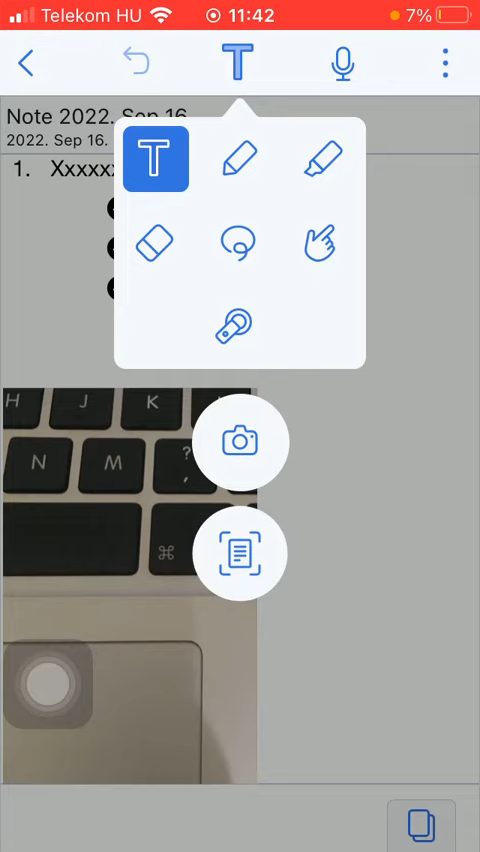 Telekom HU 11:42 7%
T
Note 2022. Sep 16
2022. Sep 16.
T
1. Xxxxx
H J K
N M ? ,
⌘